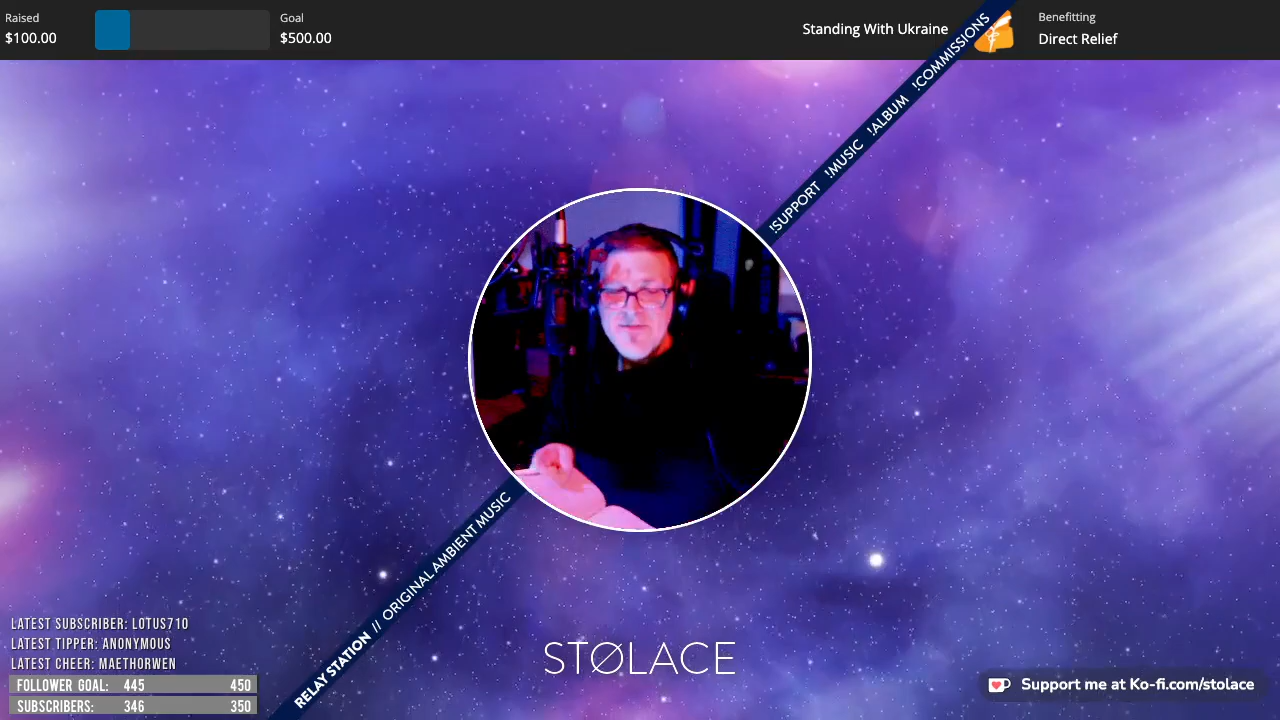 Raised
$100.00
Goal
$500.00
Standing With Ukraine
Benefitting
Direct Relief
!SUPPORT !MUSIC !ALBUM !COMMISSIONS
RELAY STATION // ORIGINAL AMBIENT MUSIC
STØLACE
LATEST SUBSCRIBER: LOTUS710
LATEST TIPPER: ANONYMOUS
LATEST CHEER: MAETHORWEN
FOLLOWER GOAL: 445 450
SUBSCRIBERS: 346 350
Support me at Ko-fi.com/stolace